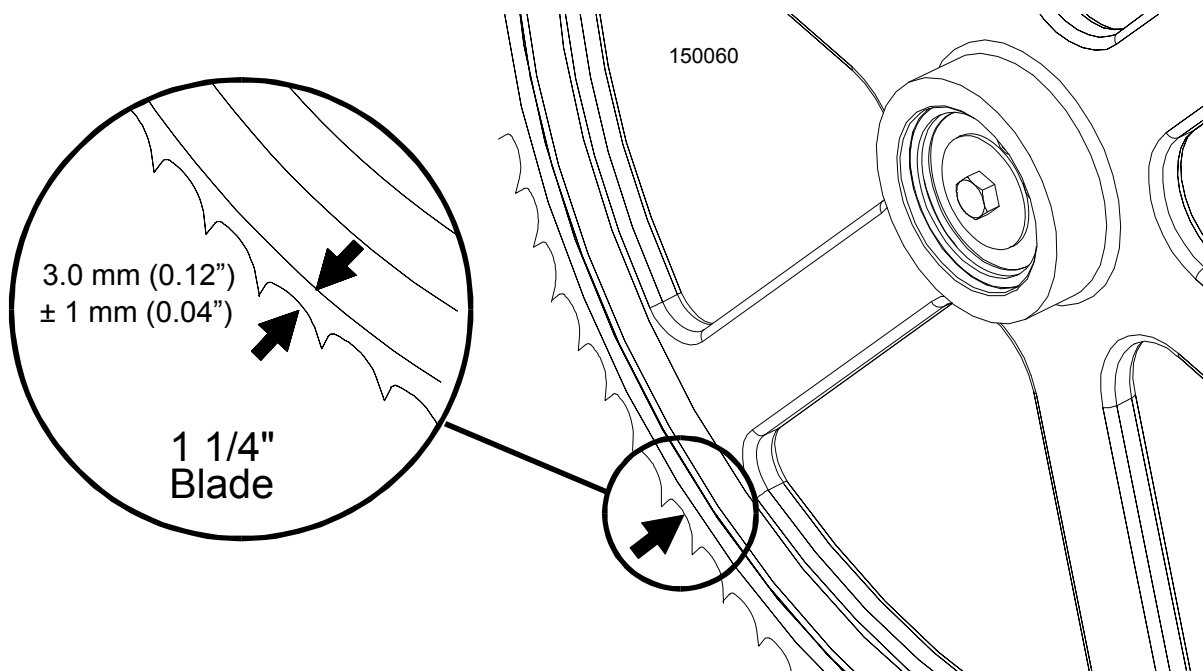 150060
3.0 mm (0.12”)
± 1 mm (0.04”)
1 1/4"
Blade